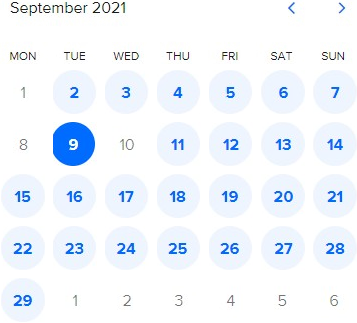 September 2021
MON TUE WED THU FRI SAT SUN
1 2 3 4 5 6 7
8 9 10 11 12 13 14
15 16 17 18 19 20 21
22 23 24 25 26 27 28
29 1 2 3 4 5 6